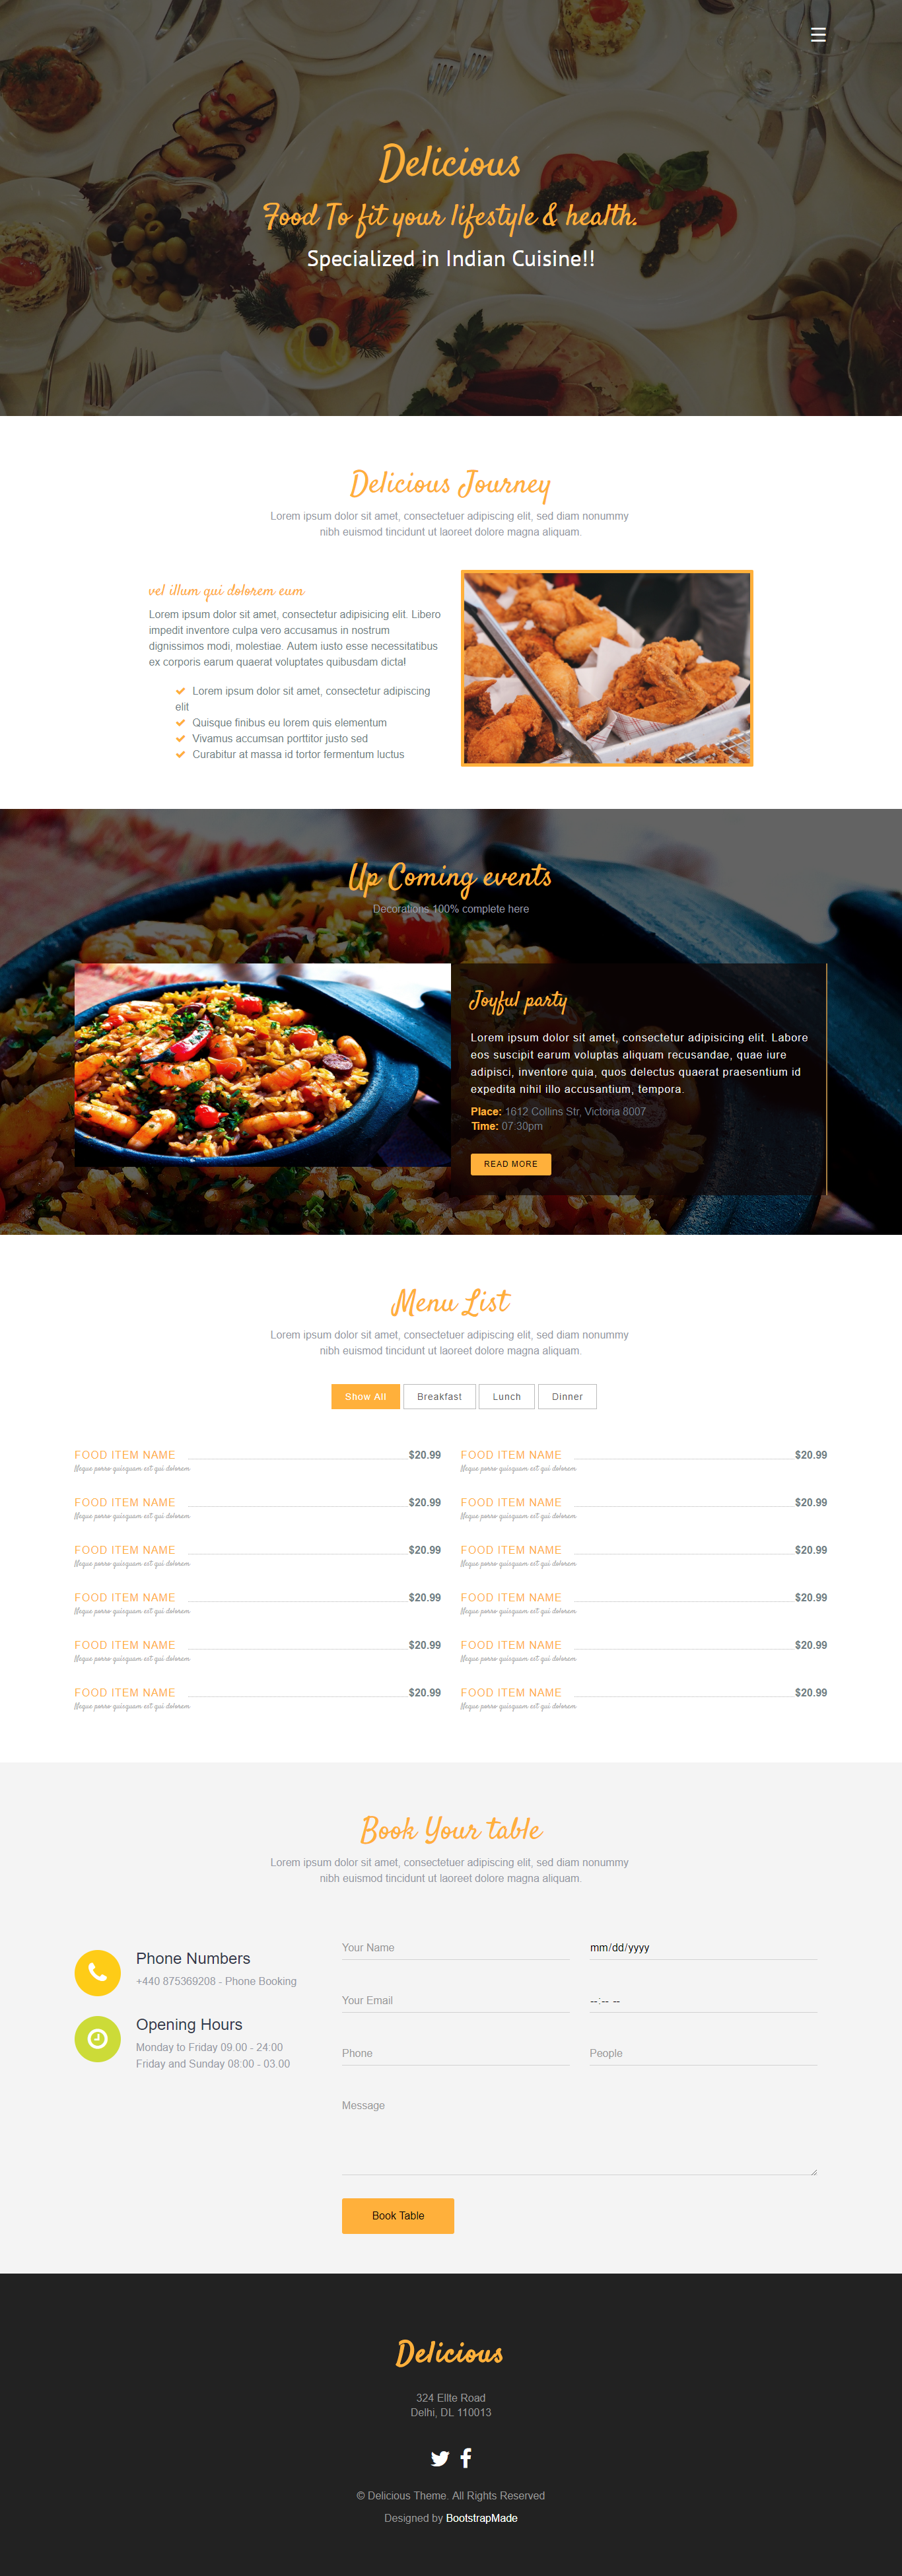 Delicious
Food To fit your lifestyle & health.
Specialized in Indian Cuisine!!
Delicious Journey
Lorem ipsum dolor sit amet, consectetuer adipiscing elit, sed diam nonummy
nibh euismod tincidunt ut laoreet dolore magna aliquam.
vel illum qui dolorem eum
Lorem ipsum dolor sit amet, consectetur adipisicing elit. Libero
impedit inventore culpa vero accusamus in nostrum
dignissimos modi, molestiae. Autem iusto esse necessitatibus
ex corporis earum quaerat voluptates quibusdam dicta!
Lorem ipsum dolor sit amet, consectetur adipiscing
elit
Quisque finibus eu lorem quis elementum
Vivamus accumsan porttitor justo sed
Curabitur at massa id tortor fermentum luctus
Up Coming events
Decorations 100% complete here
Joyful party
Lorem ipsum dolor sit amet, consectetur adipisicing elit. Labore
eos suscipit earum voluptas aliquam recusandae, quae iure
adipisci, inventore quia, quos delectus quaerat praesentium id
expedita nihil illo accusantium, tempora.
Place: 1612 Collins Str, Victoria 8007
Time: 07:30pm
READ MORE
Menu List
Lorem ipsum dolor sit amet, consectetuer adipiscing elit, sed diam nonummy
nibh euismod tincidunt ut laoreet dolore magna aliquam.
Show All Breakfast Lunch Dinner
FOOD ITEM NAME $20.99 FOOD ITEM NAME $20.99
Neque porro quisquam est qui dolorem Neque porro quisquam est qui dolorem
FOOD ITEM NAME $20.99 FOOD ITEM NAME $20.99
Neque porro quisquam est qui dolorem Neque porro quisquam est qui dolorem
FOOD ITEM NAME $20.99 FOOD ITEM NAME $20.99
Neque porro quisquam est qui dolorem Neque porro quisquam est qui dolorem
FOOD ITEM NAME $20.99 FOOD ITEM NAME $20.99
Neque porro quisquam est qui dolorem Neque porro quisquam est qui dolorem
FOOD ITEM NAME $20.99 FOOD ITEM NAME $20.99
Neque porro quisquam est qui dolorem Neque porro quisquam est qui dolorem
FOOD ITEM NAME $20.99 FOOD ITEM NAME $20.99
Neque porro quisquam est qui dolorem Neque porro quisquam est qui dolorem
Book Your table
Lorem ipsum dolor sit amet, consectetuer adipiscing elit, sed diam nonummy
nibh euismod tincidunt ut laoreet dolore magna aliquam.
Phone Numbers
+440 875369208 - Phone Booking
Opening Hours
Monday to Friday 09.00 - 24:00
Friday and Sunday 08:00 - 03.00
Your Name mm/dd/yyyy
Your Email --:-- --
Phone People
Message
Book Table
Delicious
324 Ellte Road
Delhi, DL 110013
© Delicious Theme. All Rights Reserved
Designed by BootstrapMade